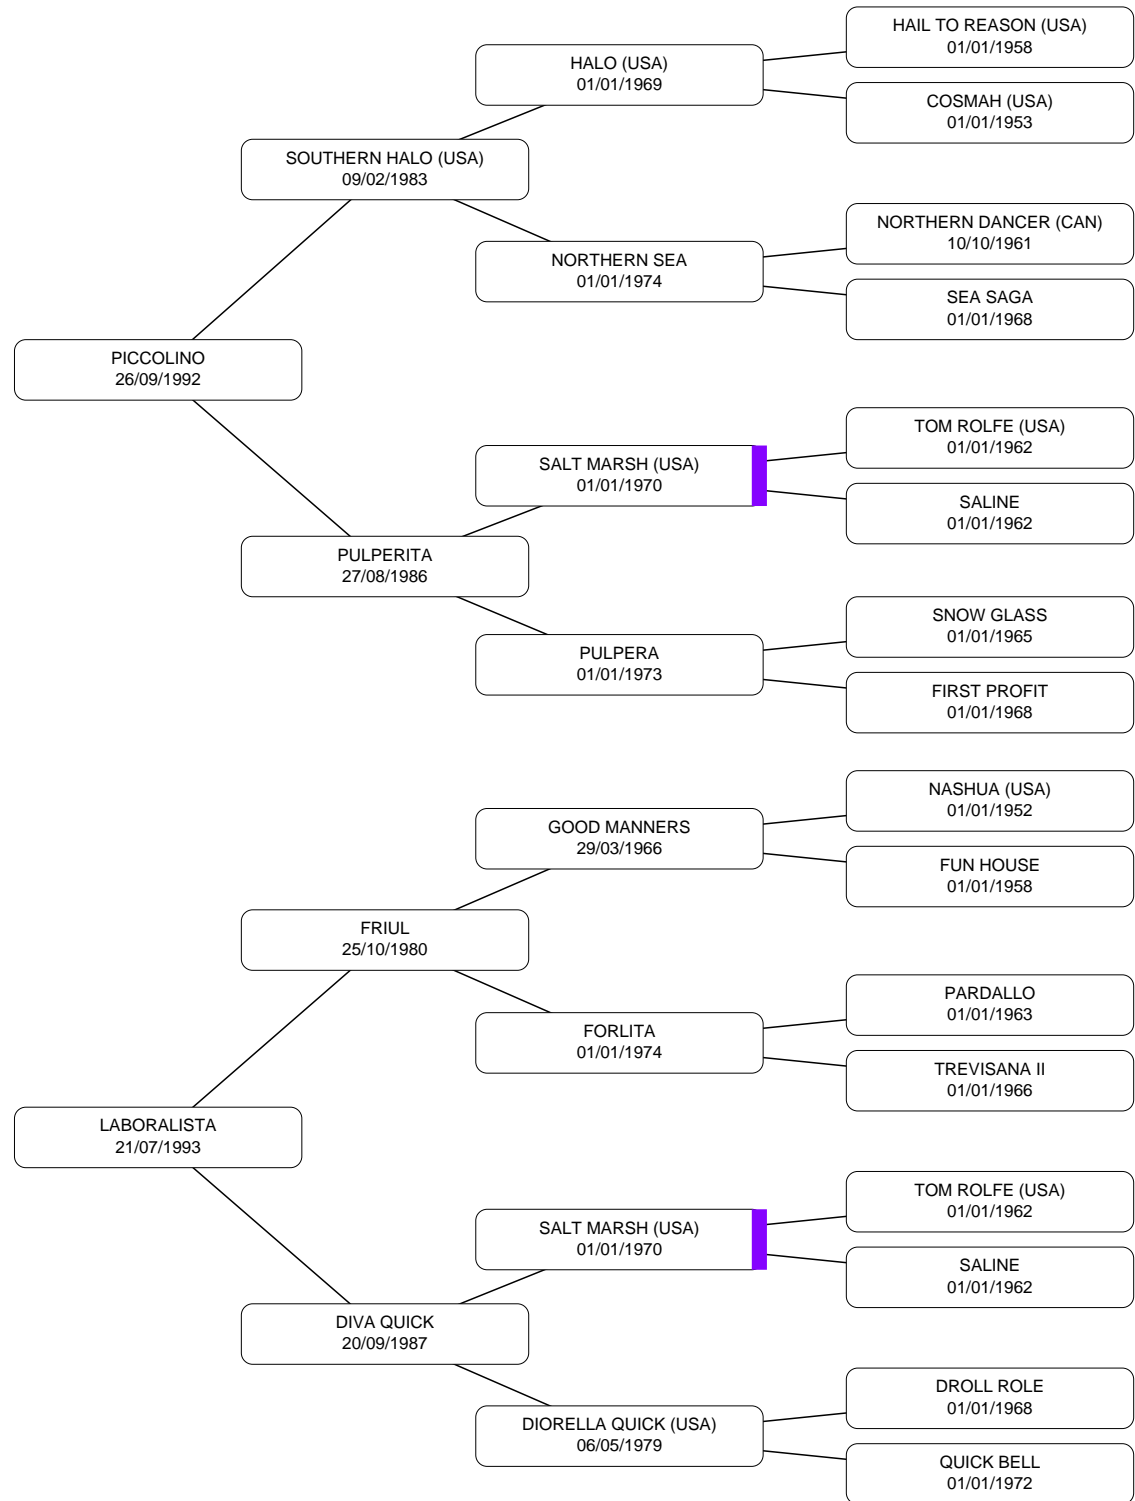 HAIL TO REASON (USA)
01/01/1958
HALO (USA)
01/01/1969
COSMAH (USA)
01/01/1953
SOUTHERN HALO (USA)
09/02/1983
NORTHERN DANCER (CAN)
10/10/1961
NORTHERN SEA
01/01/1974
SEA SAGA
01/01/1968
PICCOLINO
26/09/1992
TOM ROLFE (USA)
01/01/1962
SALT MARSH (USA)
01/01/1970
SALINE
01/01/1962
PULPERITA
27/08/1986
SNOW GLASS
01/01/1965
PULPERA
01/01/1973
FIRST PROFIT
01/01/1968
NASHUA (USA)
01/01/1952
GOOD MANNERS
29/03/1966
FUN HOUSE
01/01/1958
FRIUL
25/10/1980
PARDALLO
01/01/1963
FORLITA
01/01/1974
TREVISANA II
01/01/1966
LABORALISTA
21/07/1993
TOM ROLFE (USA)
01/01/1962
SALT MARSH (USA)
01/01/1970
SALINE
01/01/1962
DIVA QUICK
20/09/1987
DROLL ROLE
01/01/1968
DIORELLA QUICK (USA)
06/05/1979
QUICK BELL
01/01/1972